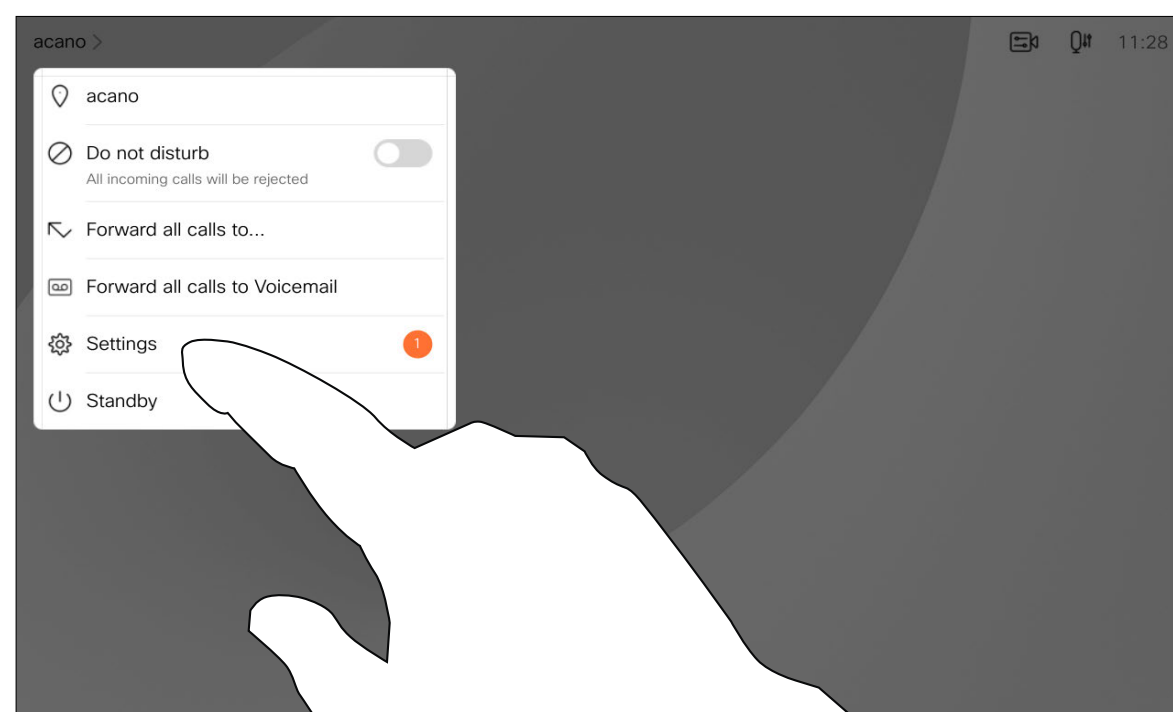 acano >
11:28
acano
Do not disturb
All incoming calls will be rejected
Forward all calls to...
Forward all calls to Voicemail
Settings
1
Standby